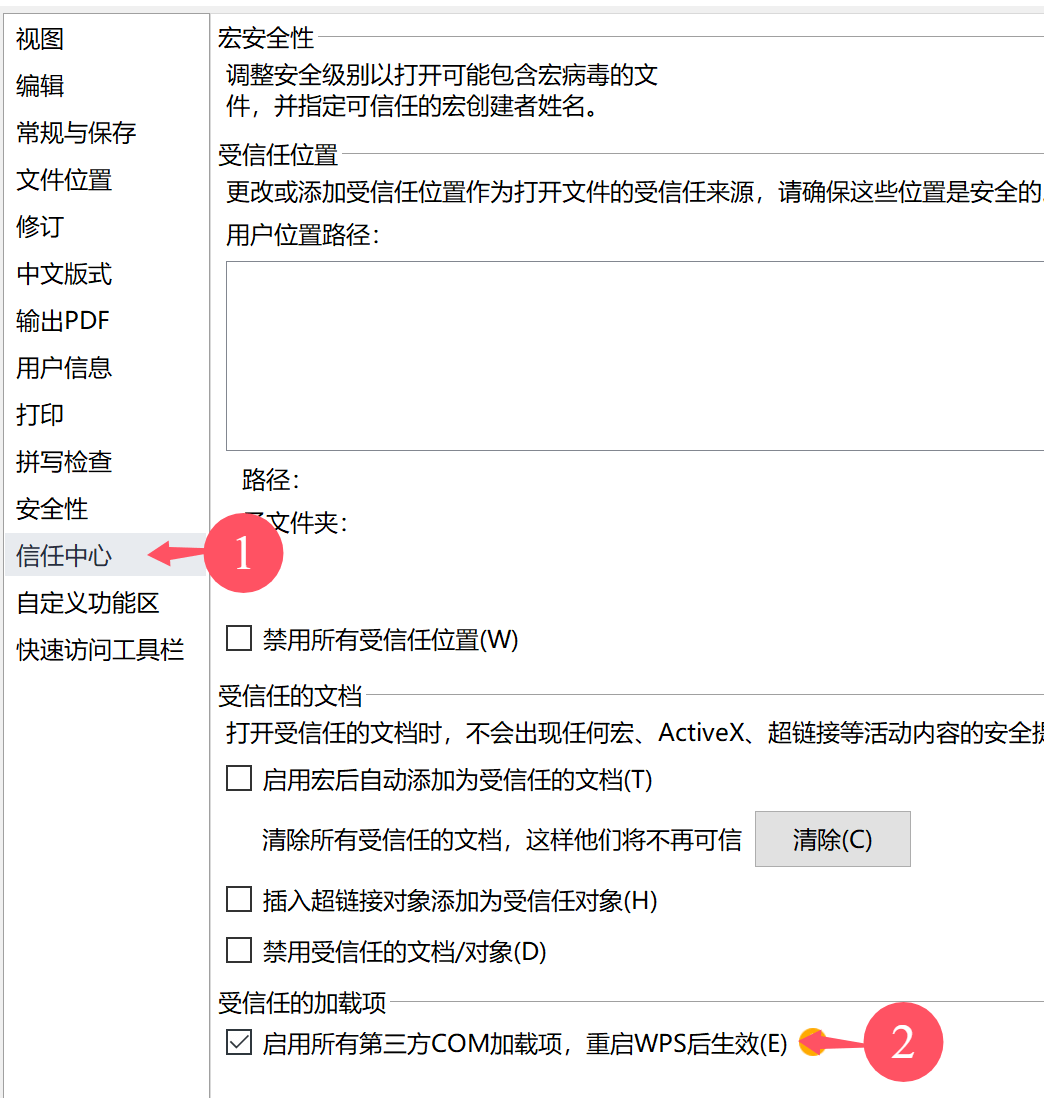 视图
编辑
常规与保存
文件位置
修订
中文版式
输出PDF
用户信息
打印
拼写检查
安全性
信任中心
自定义功能区
快速访问工具栏
宏安全性
调整安全级别以打开可能包含宏病毒的文
件，并指定可信任的宏创建者姓名。
受信任位置
更改或添加受信任位置作为打开文件的受信任来源，请确保这些位置是安全的
用户位置路径：
路径：
子文件夹：
1
禁用所有受信任位置(W)
受信任的文档
打开受信任的文档时，不会出现任何宏、ActiveX、超链接等活动内容的安全提
启用宏后自动添加为受信任的文档(T)
清除所有受信任的文档，这样他们将不再可信
清除(C)
插入超链接对象添加为受信任对象(H)
禁用受信任的文档/对象(D)
受信任的加载项
启用所有第三方COM加载项，重启WPS后生效(E)
2